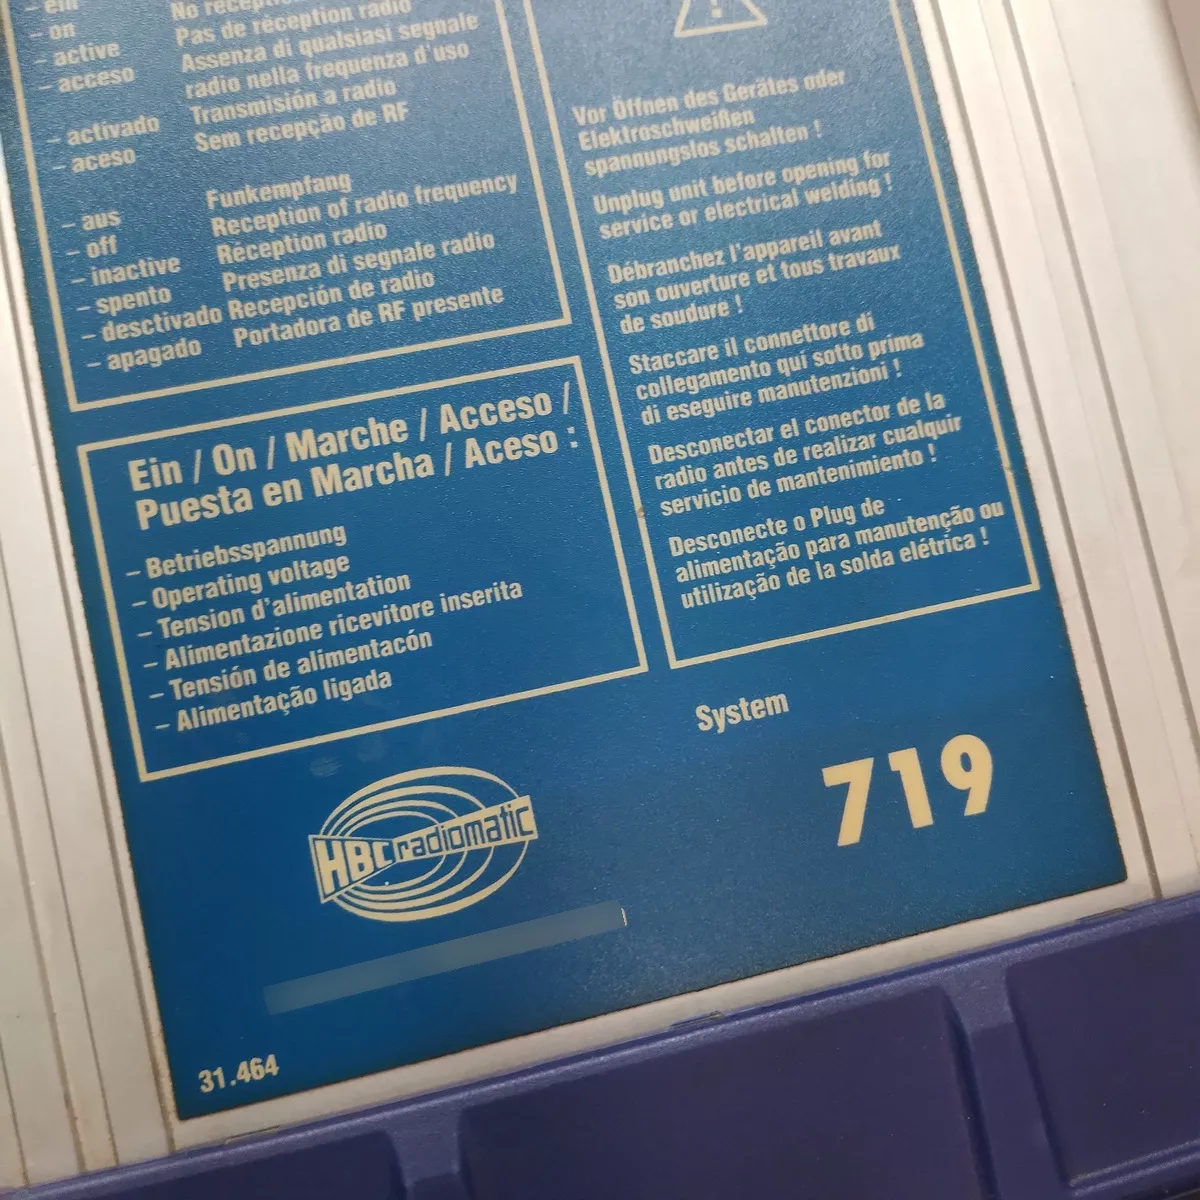 - ein
- on
- active
- acceso
- activado
- aceso
No reception
Pas de réception radio
Assenza di qualsiasi segnale
radio nella frequenza d'uso
Transmisión a radio
Sem recepção de RF
- aus
- off
- inactive
- spento
- desctivado
- apagado
Funkempfang
Reception of radio frequency
Réception radio
Presenza di segnale radio
Recepción de radio
Portadora de RF presente
Ein / On / Marche / Acceso /
Puesta en Marcha / Aceso :
- Betriebsspannung
- Operating voltage
- Tension d'alimentation
- Alimentazione ricevitore inserita
- Tensión de alimentacón
- Alimentação ligada
Vor Öffnen des Gerätes oder
Elektroschweißen
spannungslos schalten !
Unplug unit before opening for
service or electrical welding !
Débranchez l'appareil avant
son ouverture et tous travaux
de soudure !
Staccare il connettore di
collegamento qui sotto prima
di eseguire manutenzioni !
Desconectar el conector de la
radio antes de realizar cualquir
servicio de mantenimiento !
Desconecte o Plug de
alimentação para manutenção ou
utilização de la solda elétrica !
System
719
HBC radiomatic
31.464